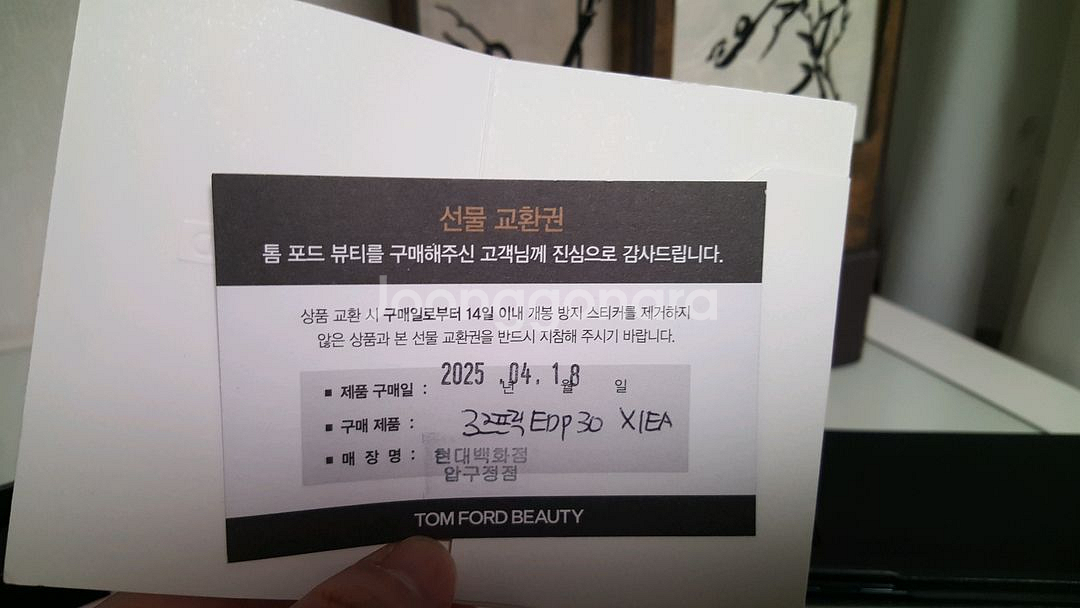 선물 교환권
톰 포드 뷰티를 구매해주신 고객님께 진심으로 감사드립니다.
joonggonara
상품 교환 시 구매일로부터 14일 이내 개봉 방지 스티커를 제거하지
않은 상품과 본 선물 교환권을 반드시 지참해 주시기 바랍니다.
■ 제품 구매일 : 2025 년 .04. 월 18 일
■ 구매 제품 : EDP 30 X1EA
■ 매 장 명 : 현대백화점
압구정점
TOM FORD BEAUTY